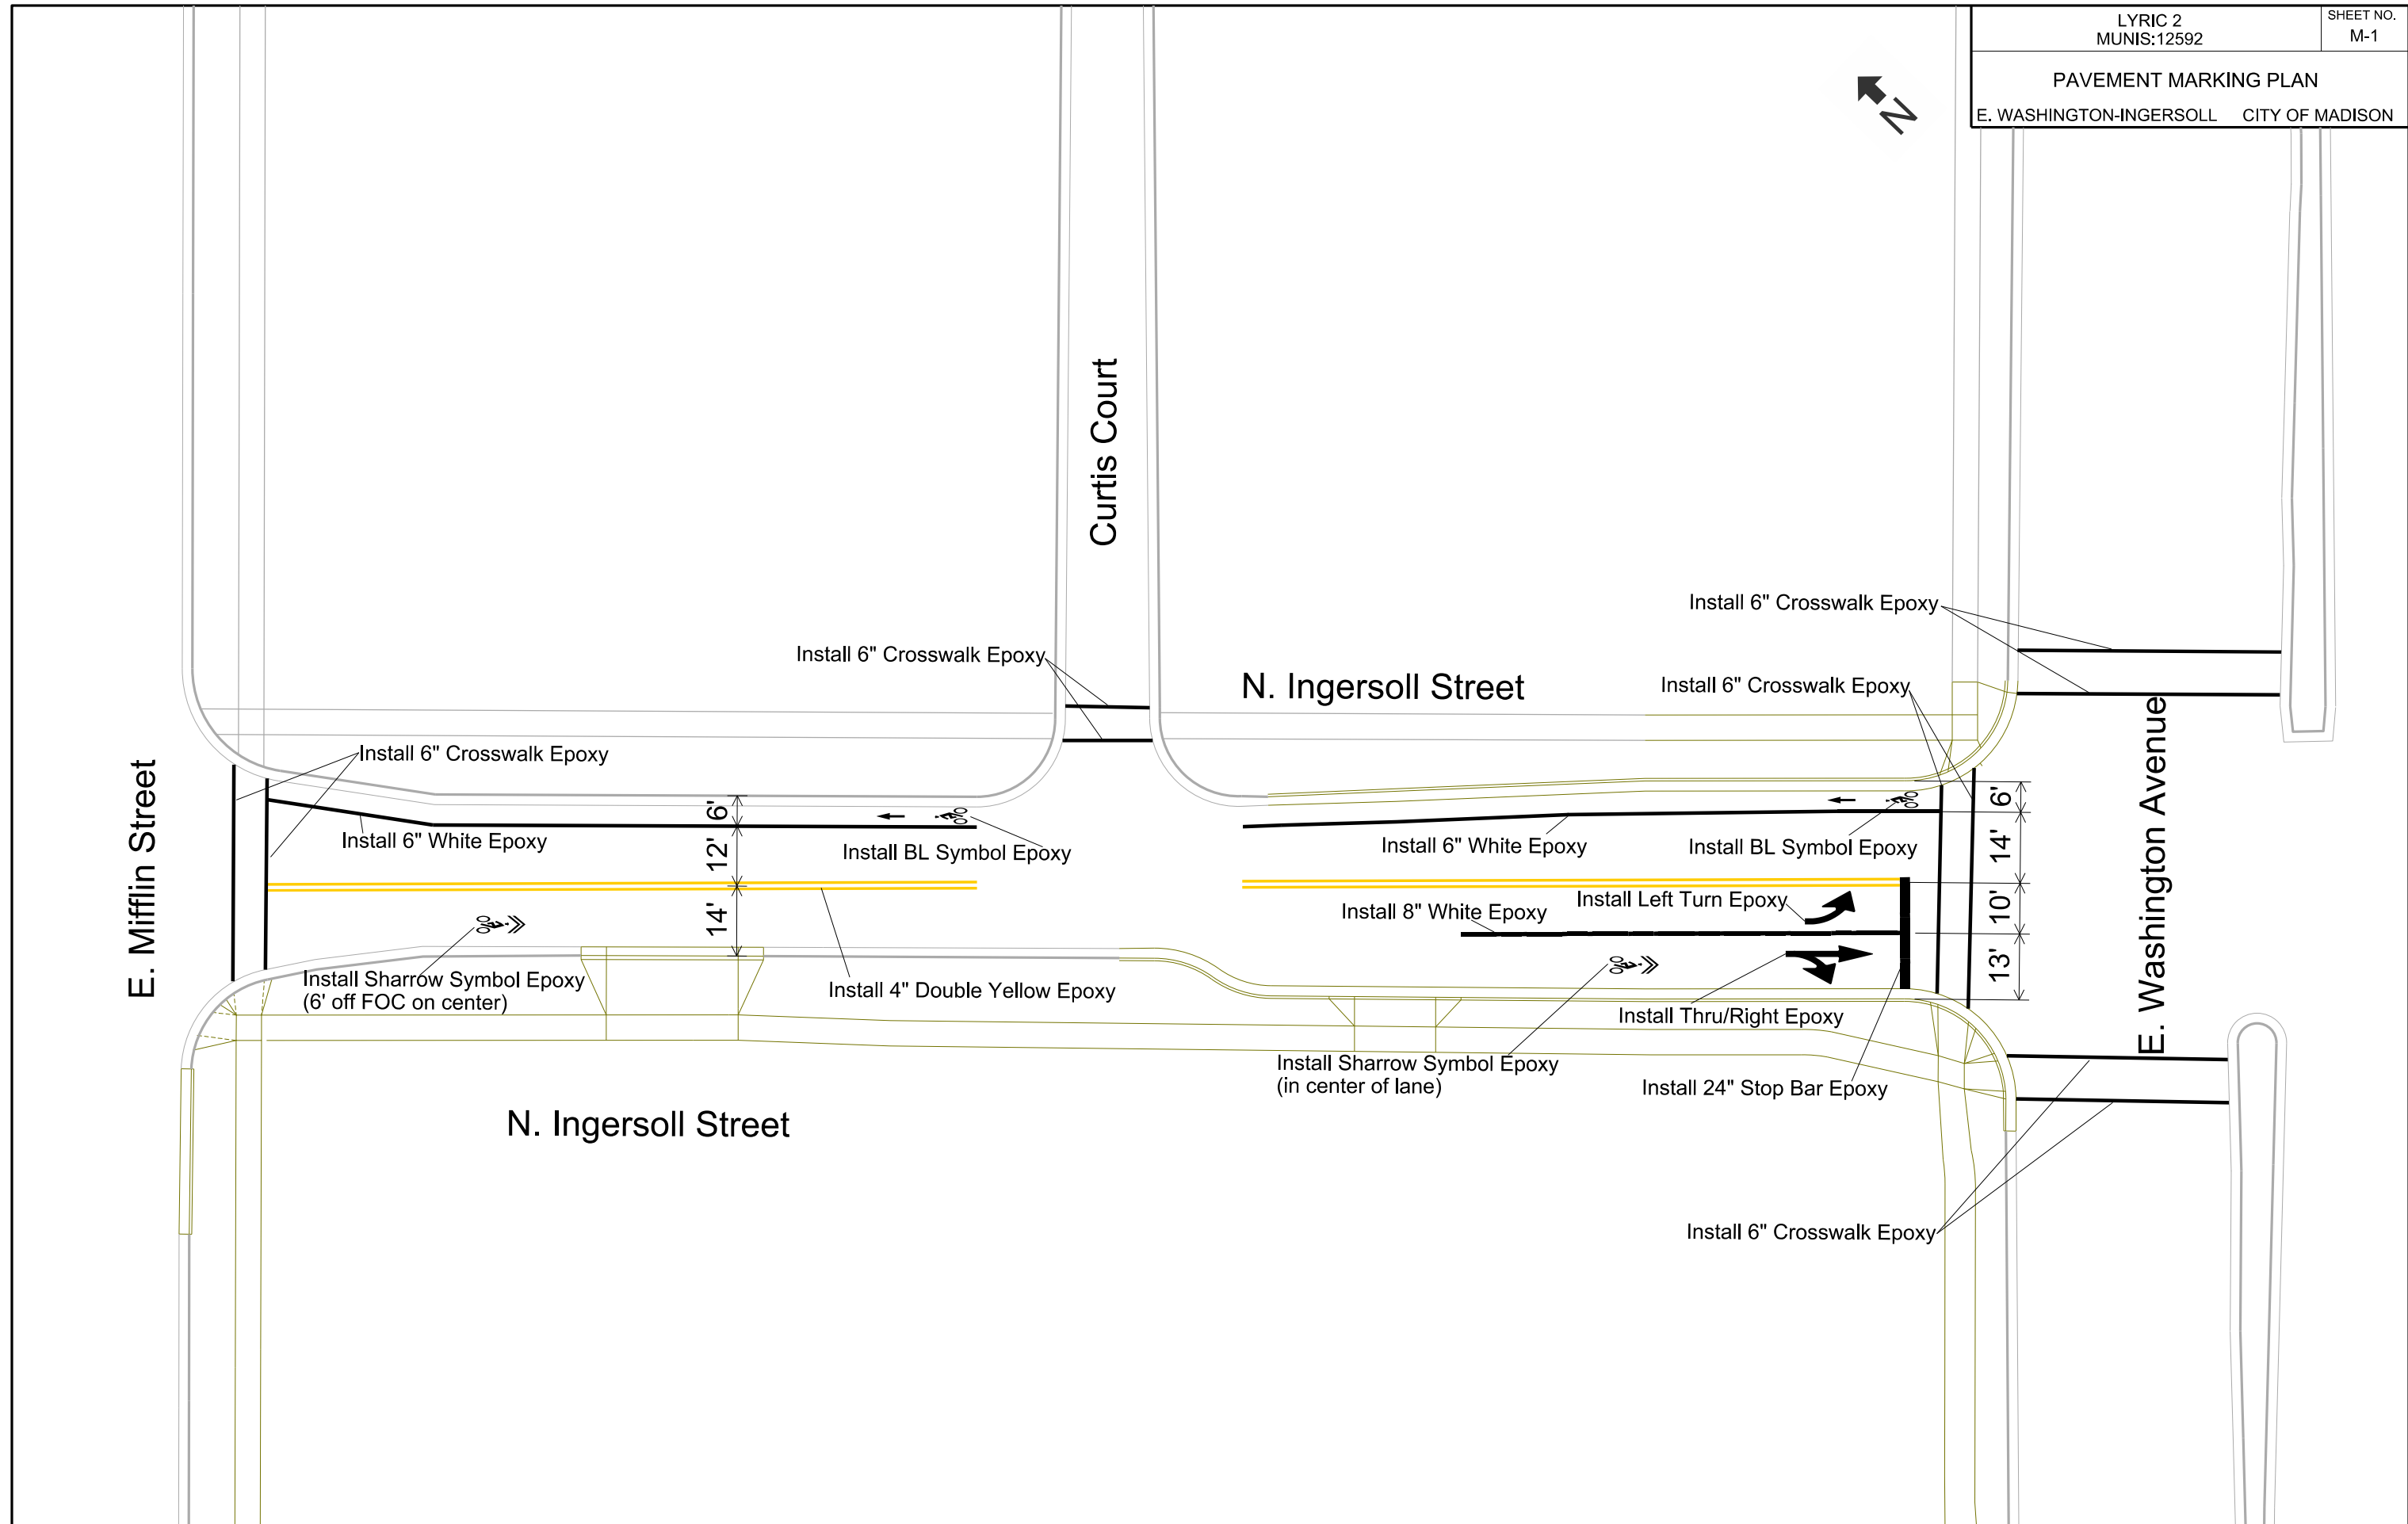 LYRIC 2
MUNIS:12592
SHEET NO.
M-1
PAVEMENT MARKING PLAN
E. WASHINGTON-INGERSOLL CITY OF MADISON
N
Curtis Court
Install 6" Crosswalk Epoxy
Install 6" Crosswalk Epoxy
N. Ingersoll Street
Install 6" Crosswalk Epoxy
E. Mifflin Street
Install 6" Crosswalk Epoxy
E. Washington Avenue
6'
12'
14'
6'
14'
10'
13'
Install 6" White Epoxy
Install BL Symbol Epoxy
Install 6" White Epoxy
Install BL Symbol Epoxy
Install 8" White Epoxy
Install Left Turn Epoxy
Install Sharrow Symbol Epoxy
(6' off FOC on center)
Install 4" Double Yellow Epoxy
Install Thru/Right Epoxy
Install Sharrow Symbol Epoxy
(in center of lane)
Install 24" Stop Bar Epoxy
N. Ingersoll Street
Install 6" Crosswalk Epoxy